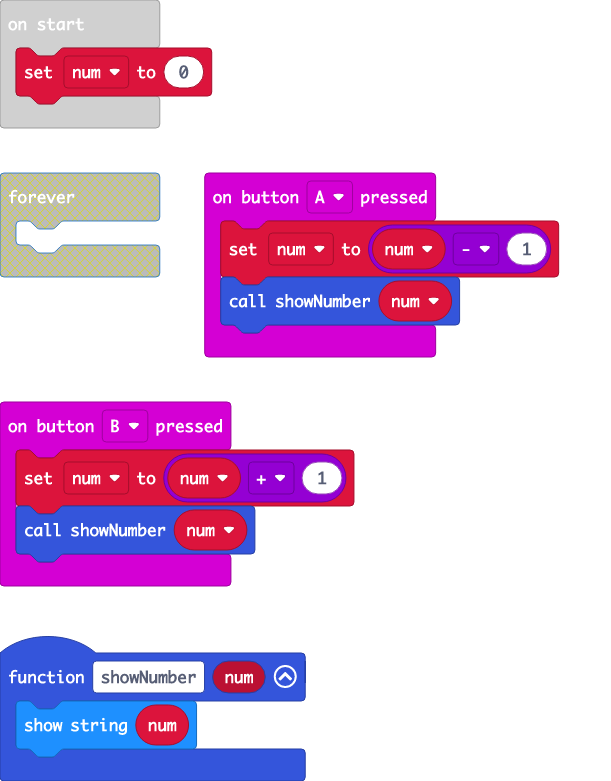 on start
set num to 0
forever
on button A pressed
set num to num - 1
call showNumber num
on button B pressed
set num to num + 1
call showNumber num
function showNumber num
show string num